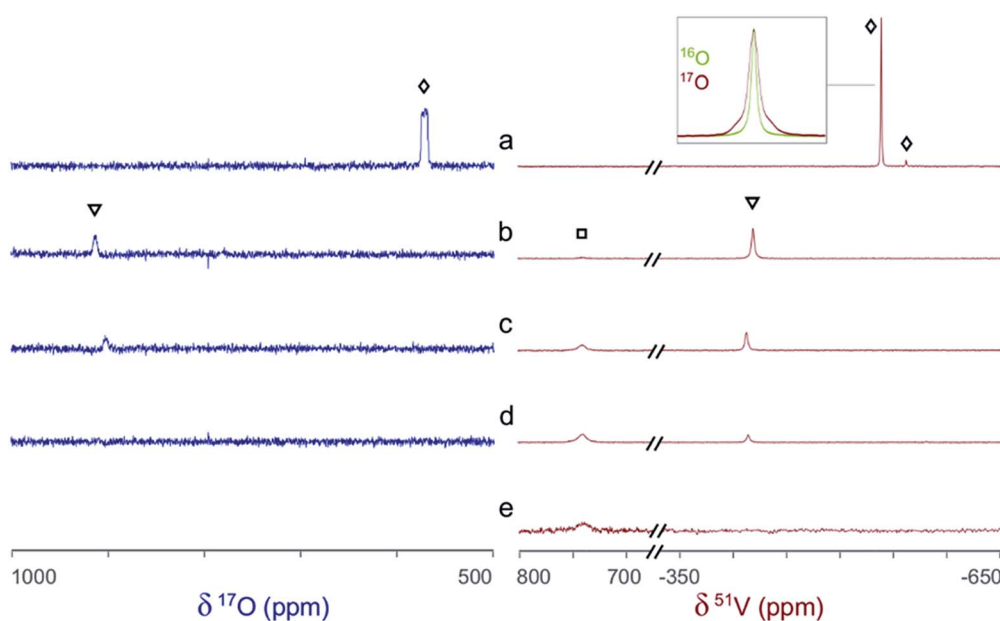 ¹⁶O
¹⁷O
a
b
c
d
e
1000 500 800 700 -350 -650
δ ¹⁷O (ppm) δ ⁵¹V (ppm)